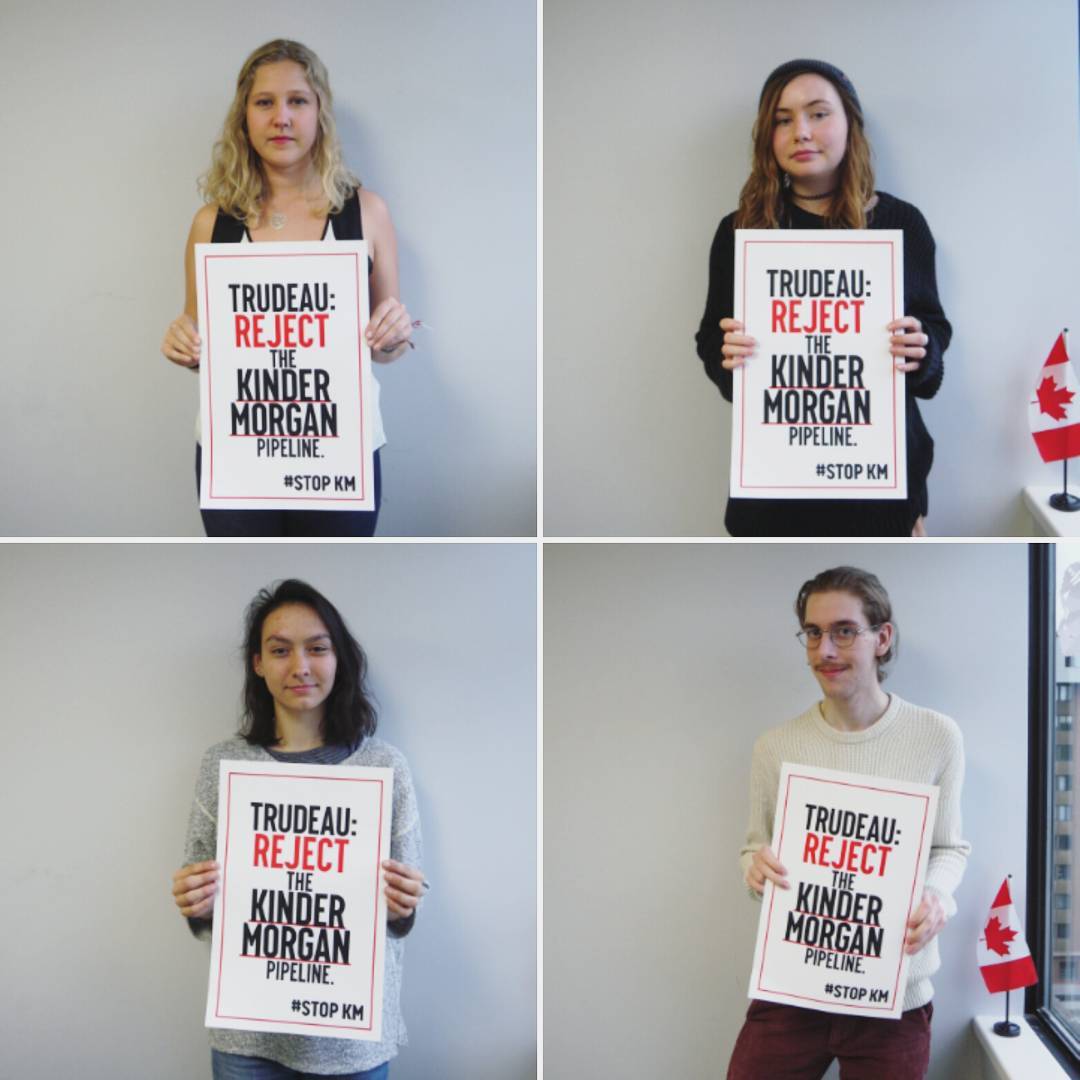 TRUDEAU:
REJECT
THE
KINDER
MORGAN
PIPELINE.
#STOP KM
TRUDEAU:
REJECT
THE
KINDER
MORGAN
PIPELINE.
#STOP KM
TRUDEAU:
REJECT
THE
KINDER
MORGAN
PIPELINE.
#STOP KM
TRUDEAU:
REJECT
THE
KINDER
MORGAN
PIPELINE.
#STOP KM